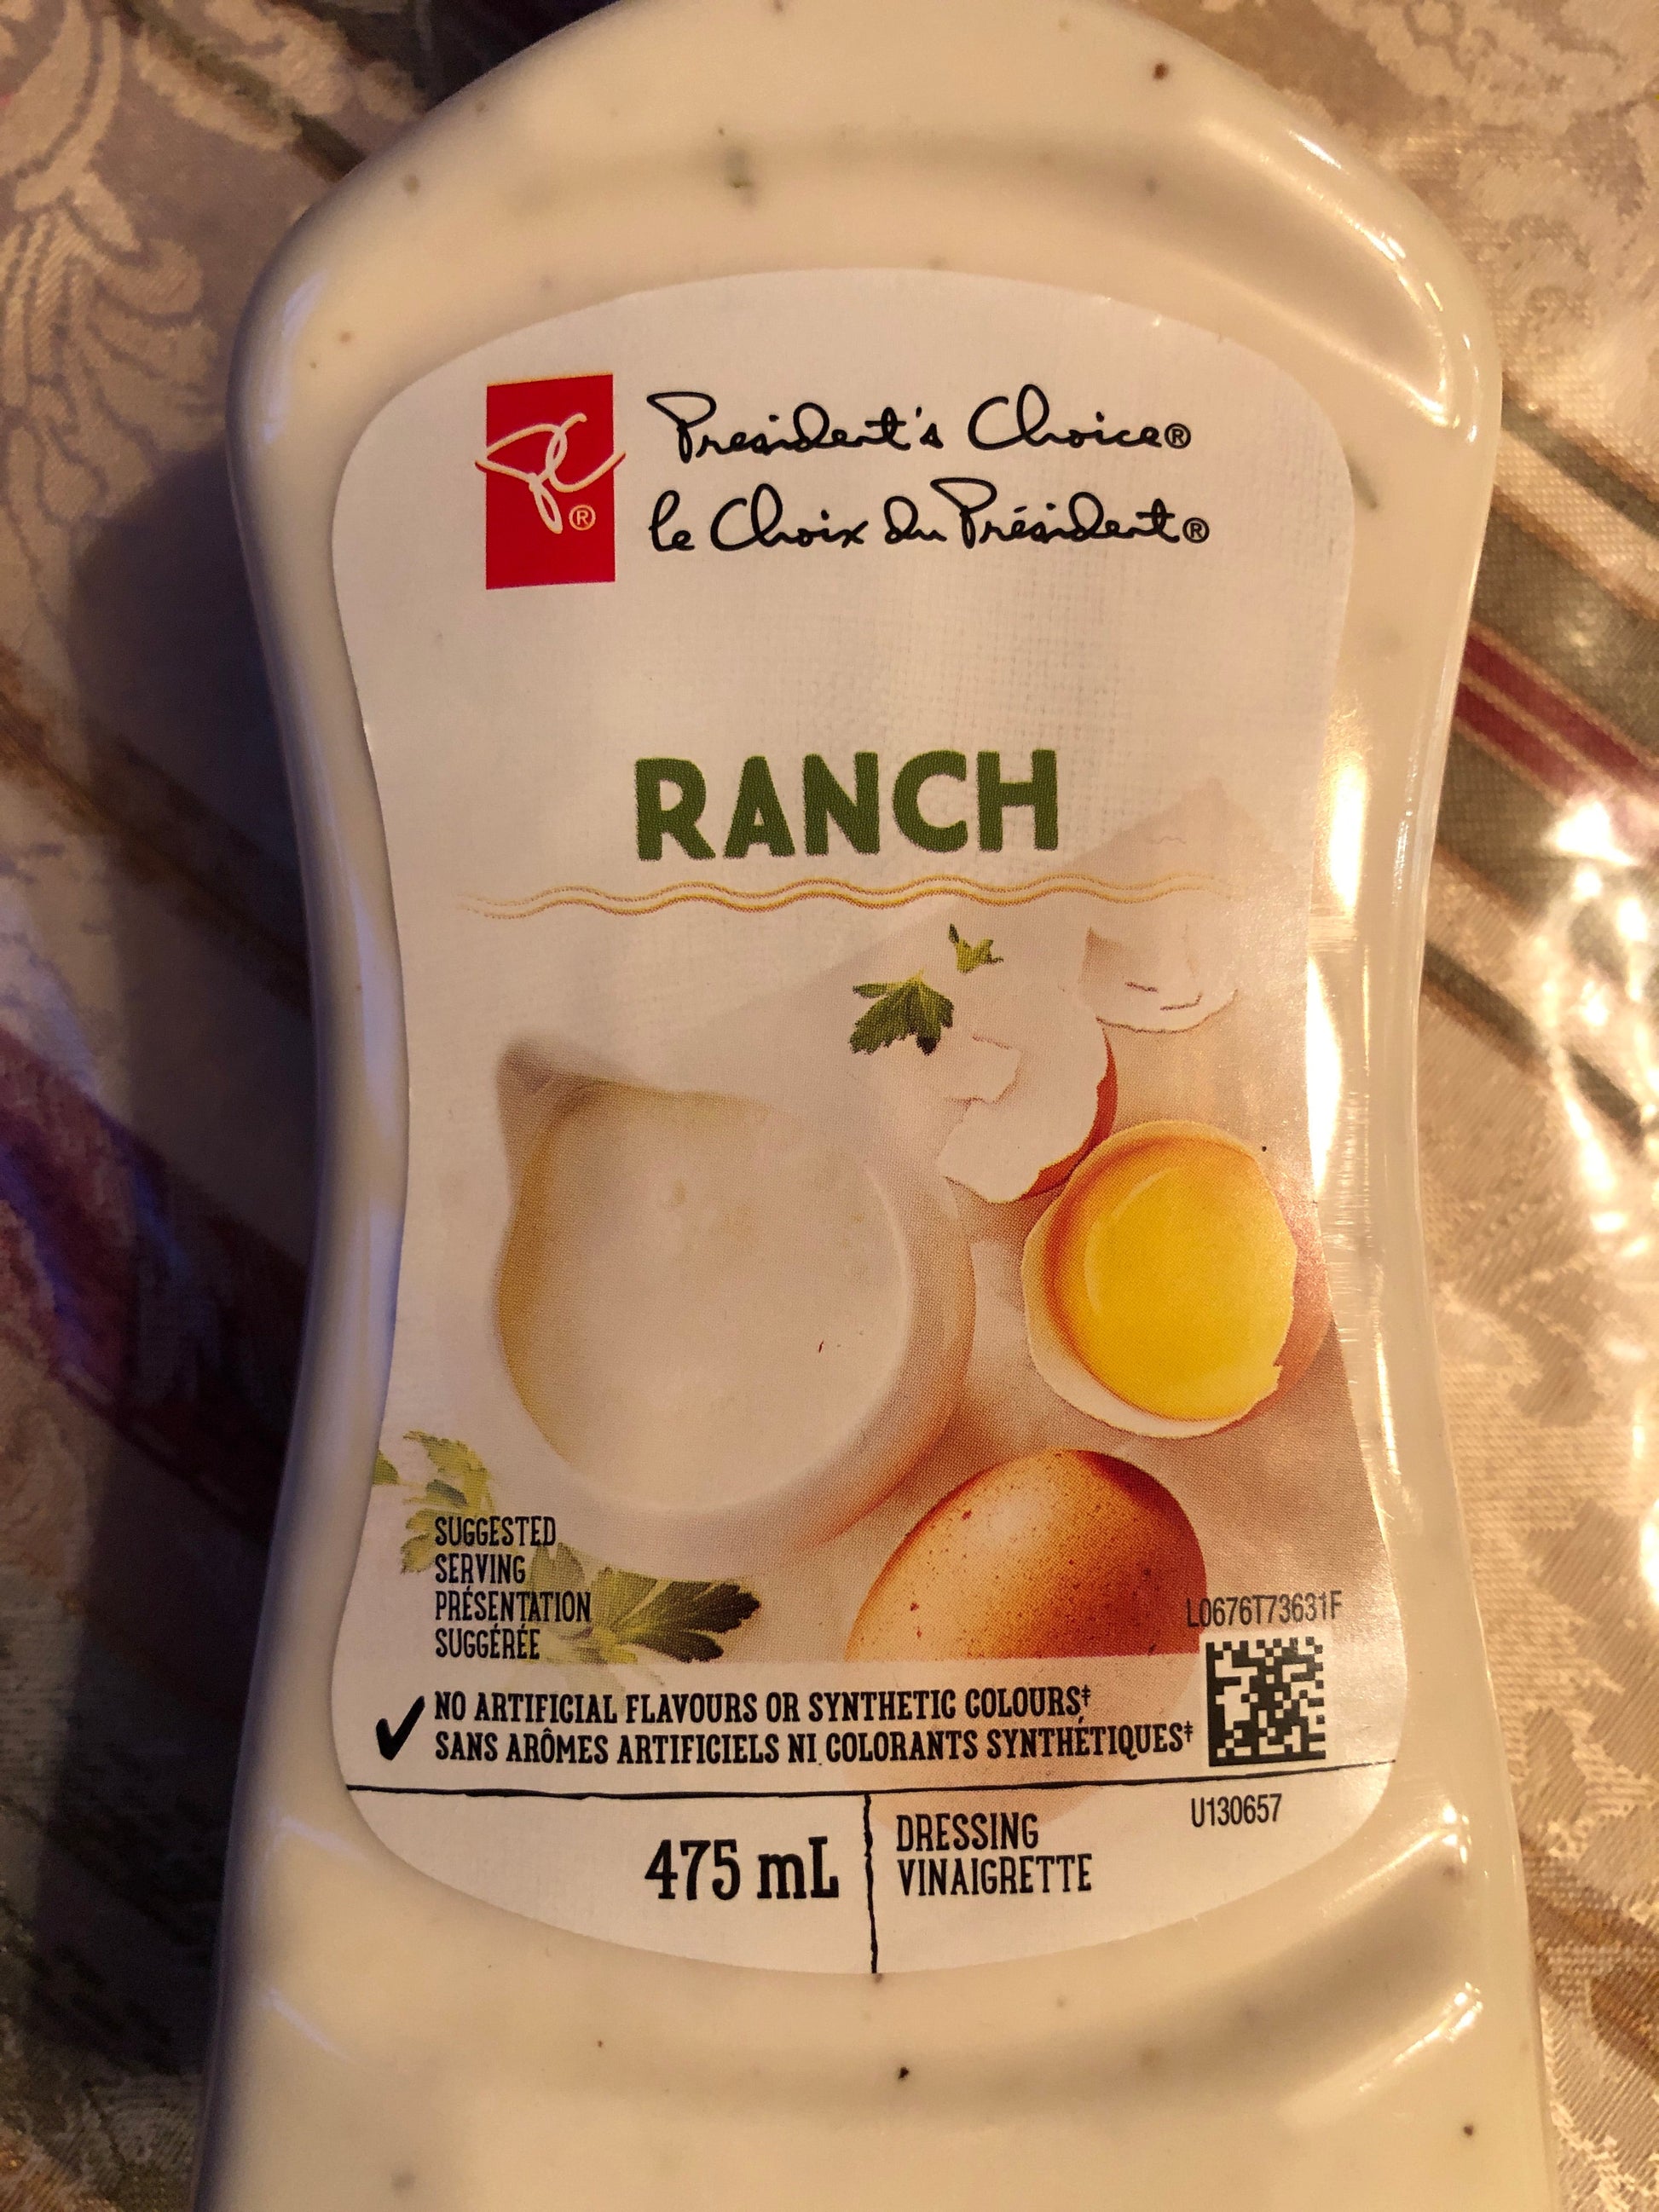 PC®
President's Choice®
le Choix du Président®
RANCH
SUGGESTED
SERVING
PRÉSENTATION
SUGGÉRÉE
L0676T73631F
✓ NO ARTIFICIAL FLAVOURS OR SYNTHETIC COLOURS‡
SANS ARÔMES ARTIFICIELS NI COLORANTS SYNTHÉTIQUES‡
U130657
475 mL
DRESSING
VINAIGRETTE